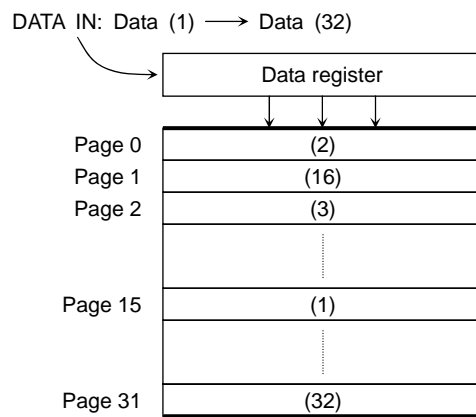 DATA IN: Data (1) → Data (32)
Data register
Page 0 (2)
Page 1 (16)
Page 2 (3)
Page 15 (1)
Page 31 (32)